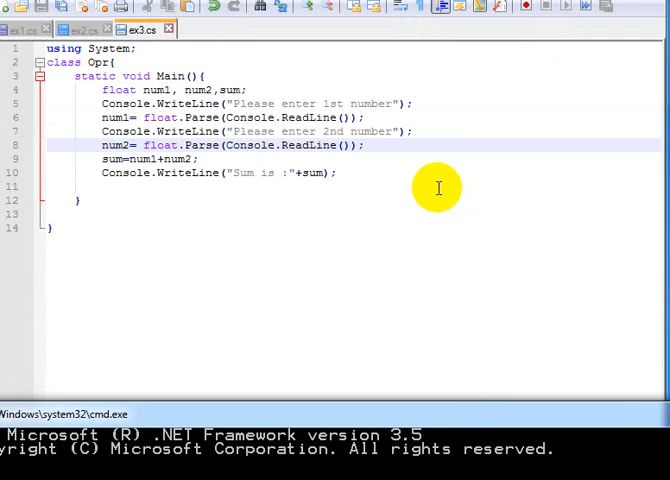 ex1.cs ex2.cs ex3.cs
1 using System;
2 class Opr{
3 static void Main(){
4 float num1, num2,sum;
5 Console.WriteLine("Please enter 1st number");
6 num1= float.Parse(Console.ReadLine());
7 Console.WriteLine("Please enter 2nd number");
8 num2= float.Parse(Console.ReadLine());
9 sum=num1+num2;
10 Console.WriteLine("Sum is :"+sum);
11
12 }
13
14 }
Windows\system32\cmd.exe
Microsoft (R) .NET Framework version 3.5
yright (C) Microsoft Corporation. All rights reserved.